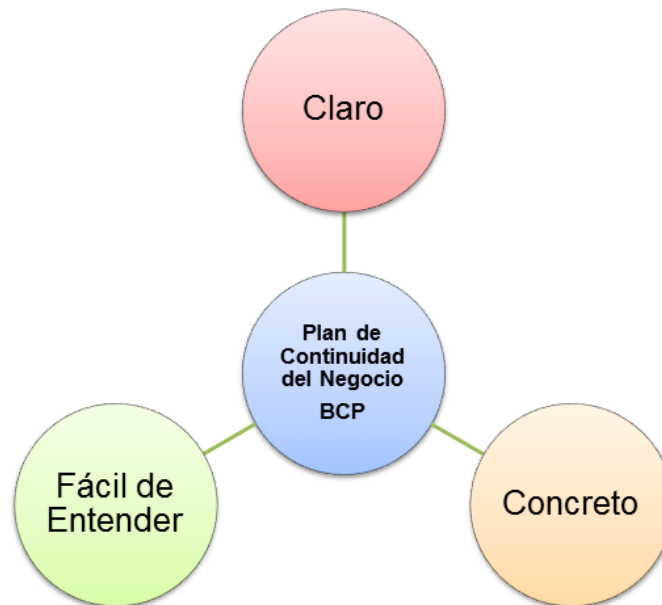 Claro
Plan de
Continuidad
del Negocio
BCP
Fácil de
Entender
Concreto